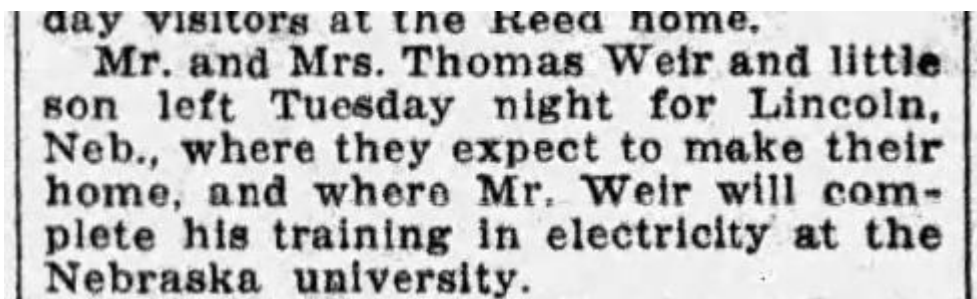 day visitors at the Reed home.
Mr. and Mrs. Thomas Weir and little
son left Tuesday night for Lincoln,
Neb., where they expect to make their
home, and where Mr. Weir will com-
plete his training in electricity at the
Nebraska university.